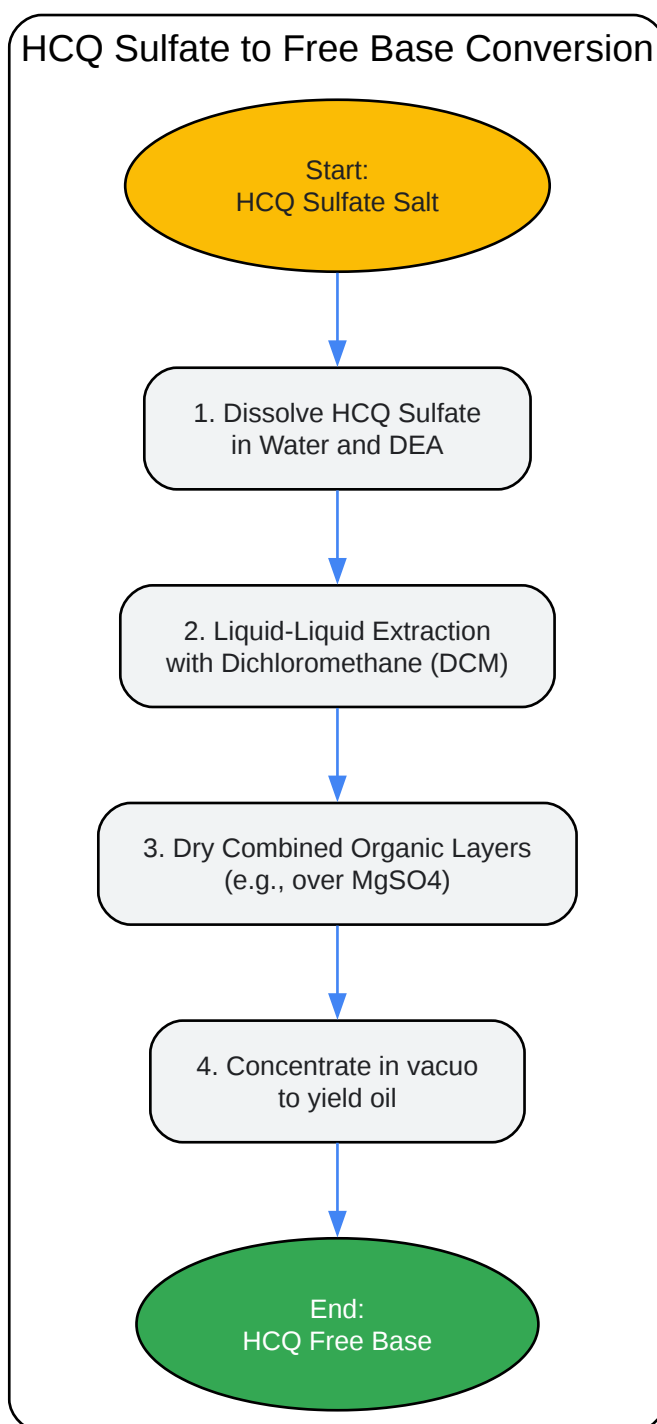 HCQ Sulfate to Free Base Conversion
Start:
HCQ Sulfate Salt
1. Dissolve HCQ Sulfate
in Water and DEA
2. Liquid-Liquid Extraction
with Dichloromethane (DCM)
3. Dry Combined Organic Layers
(e.g., over MgSO4)
4. Concentrate in vacuo
to yield oil
End:
HCQ Free Base